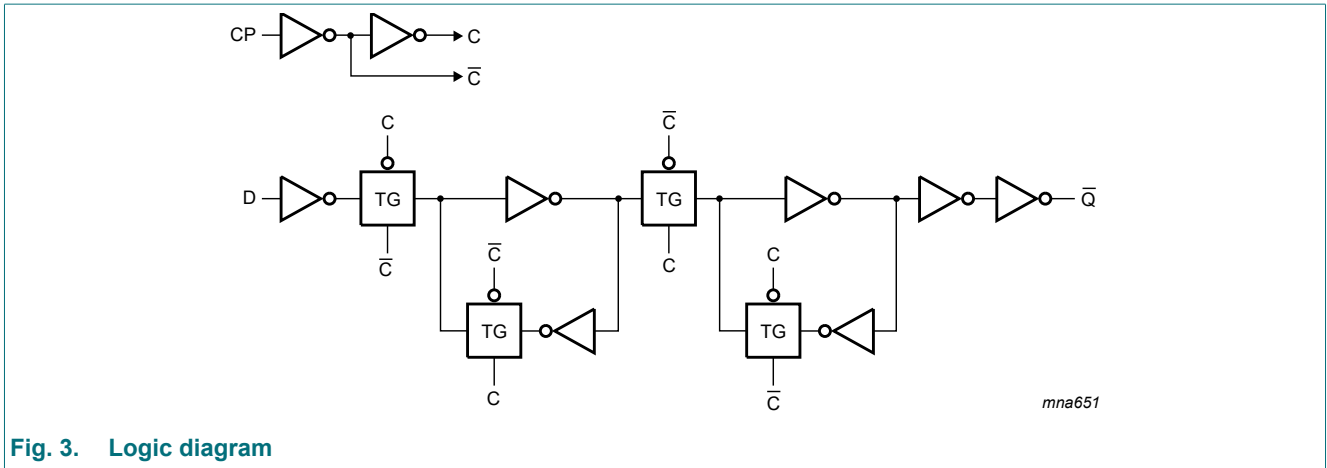 CP
C
C̅
C
C̅
D
TG
TG
Q̅
C̅
C
C̅
C
TG
TG
C
C̅
mna651
Fig. 3. Logic diagram